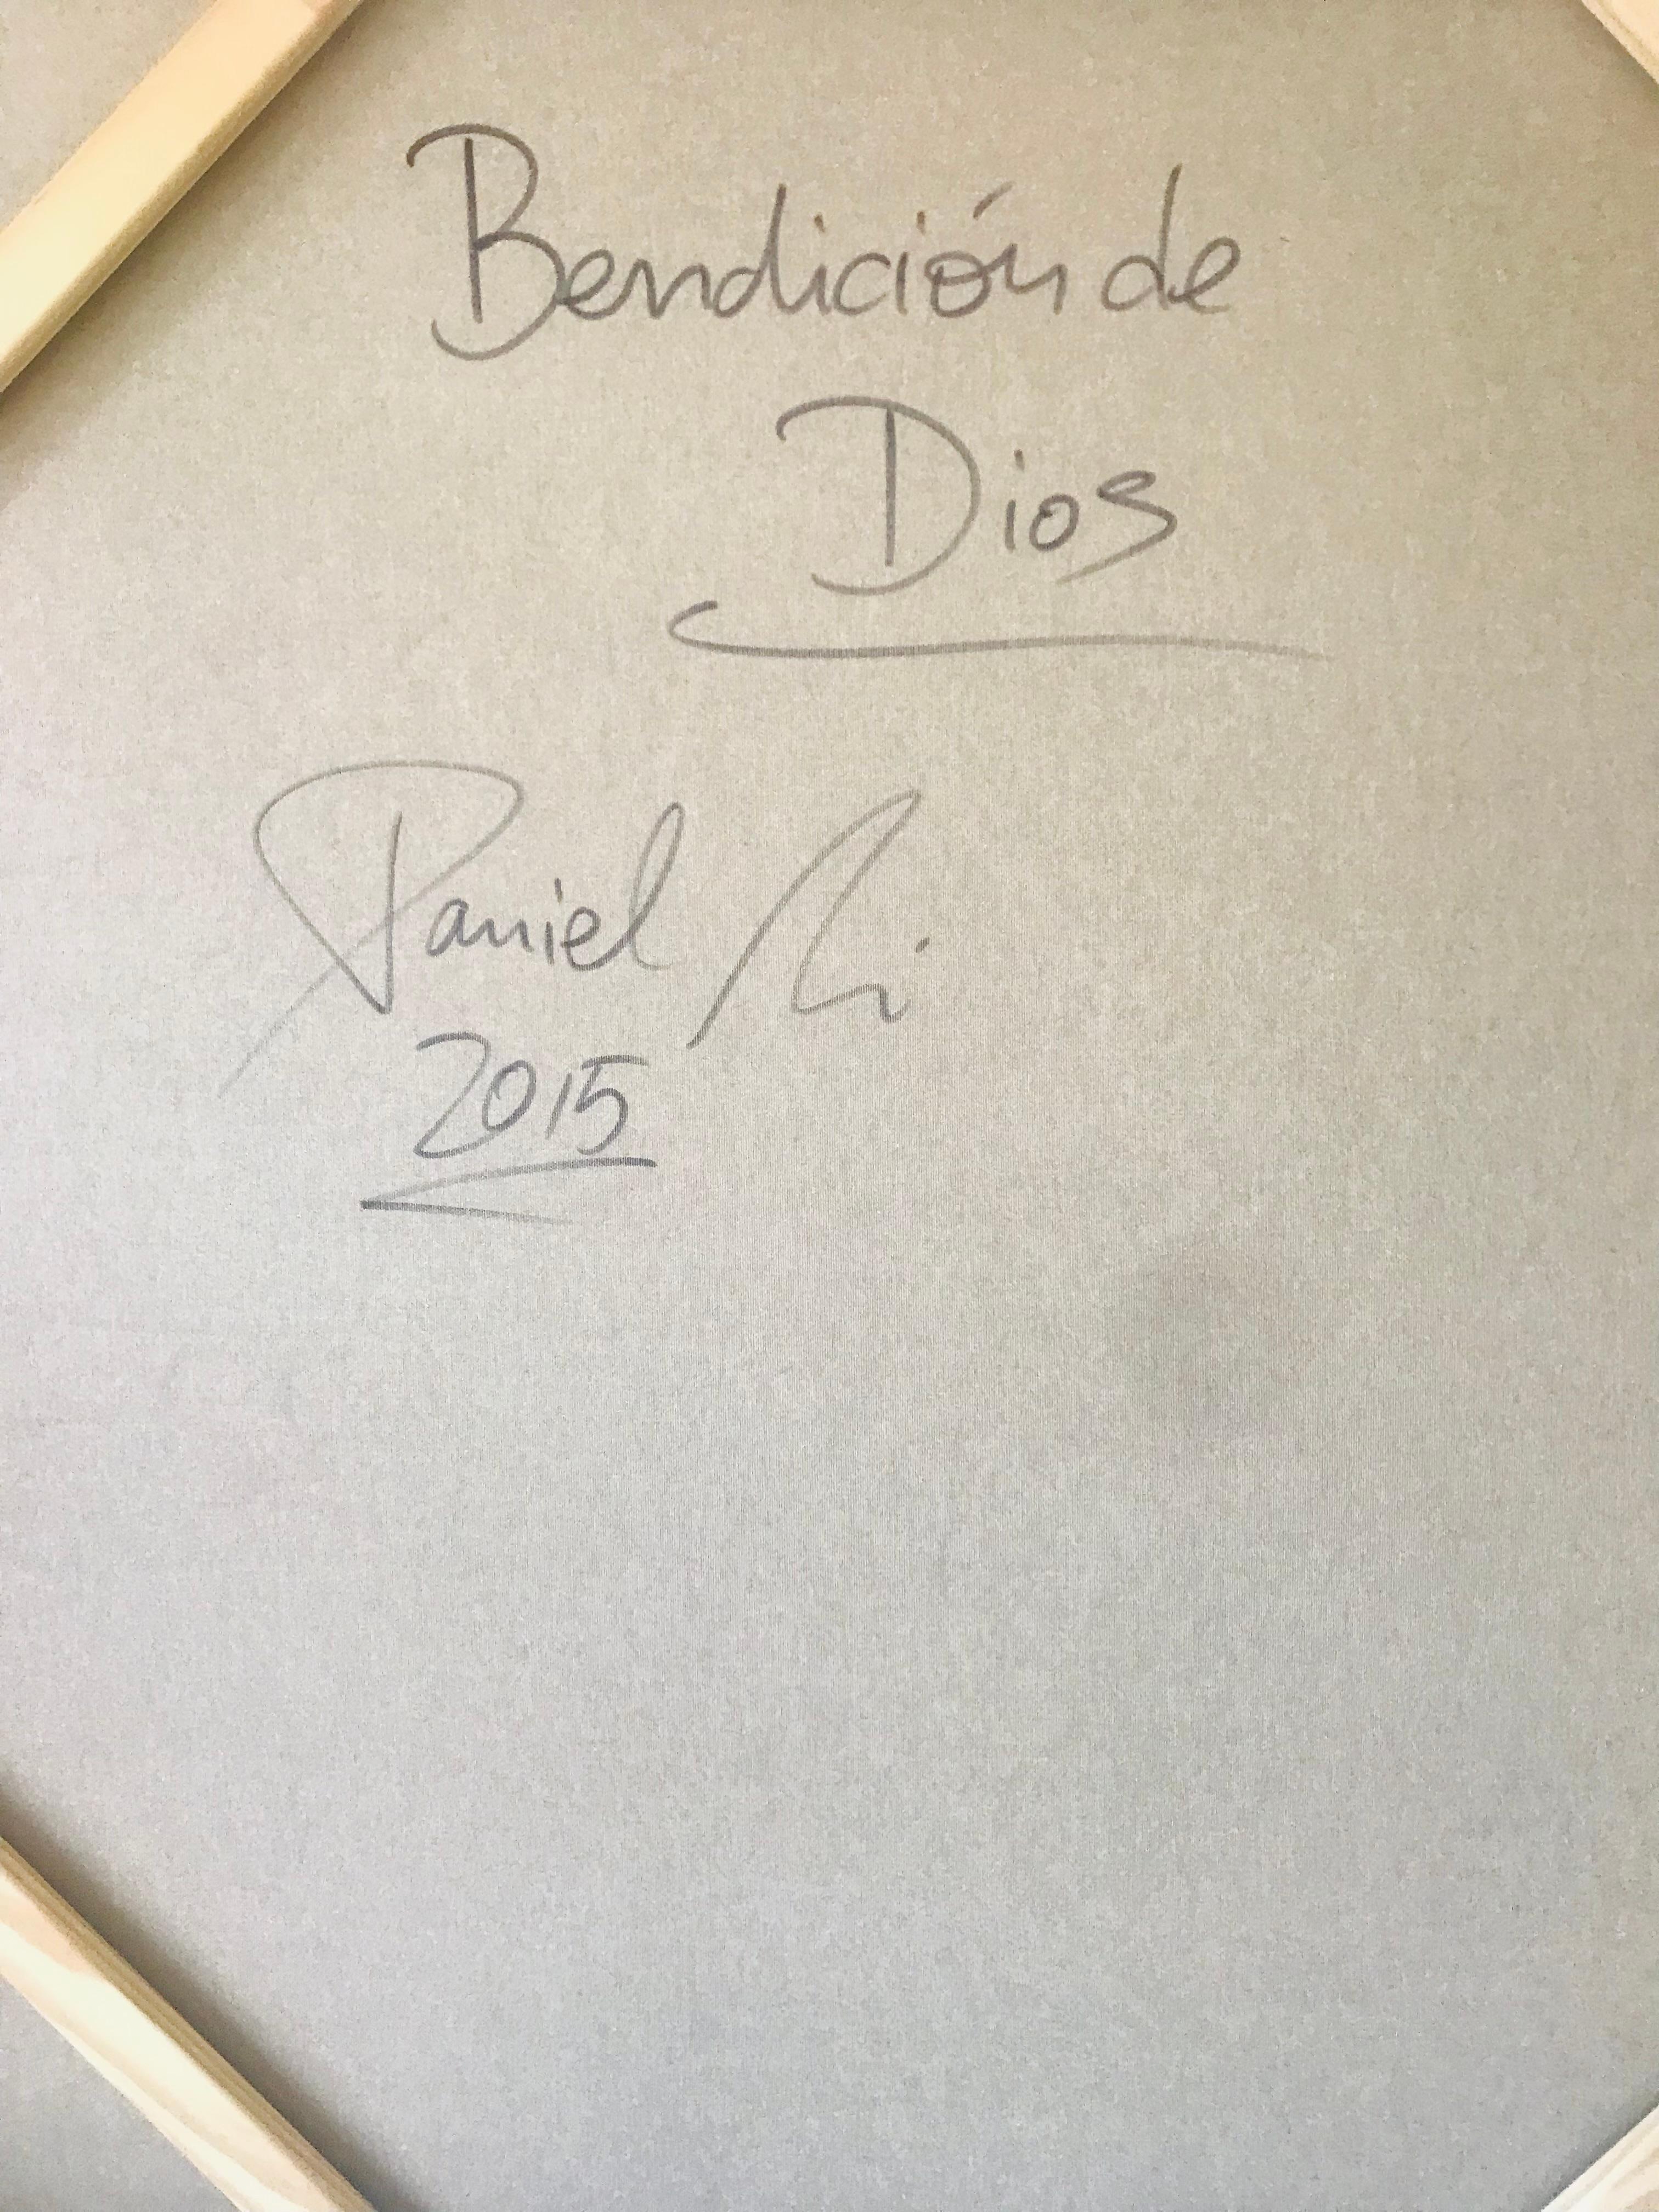 Bendición de
Dios
Daniel
2015